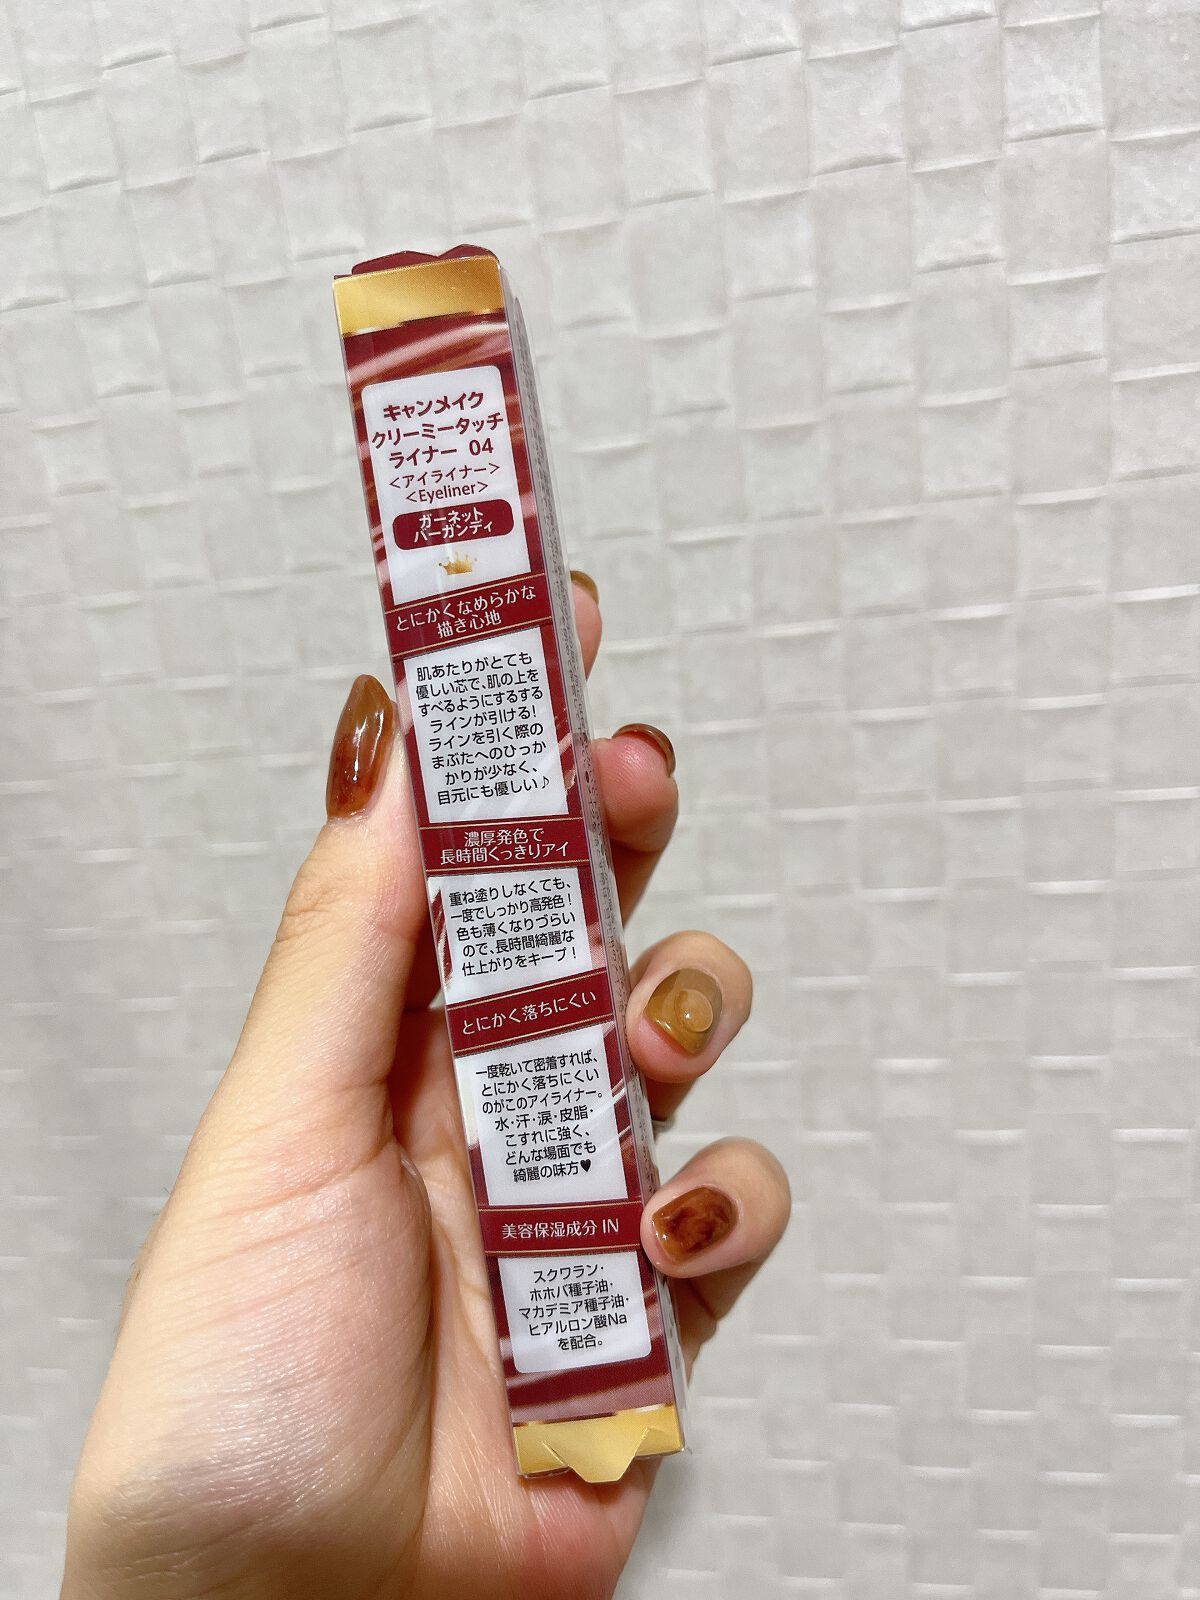 キャンメイク
クリーミータッチ
ライナー 04
<アイライナー>
<Eyeliner>
ガーネット
バーガンディ
とにかくなめらかな
描き心地
肌あたりがとても
優しい芯で、肌の上を
すべるようにするする
ラインが引ける!
ラインを引く際の
まぶたへのひっか
かりが少なく、
目元にも優しい♪
濃厚発色で
長時間くっきりアイ
重ね塗りしなくても、
一度でしっかり高発色!
色も薄くなりづらい
ので、長時間綺麗な
仕上がりをキープ!
とにかく落ちにくい
一度乾いて密着すれば、
とにかく落ちにくい
のがこのアイライナー。
水・汗・涙・皮脂・
こすれに強く、
どんな場面でも
綺麗の味方♥
美容保湿成分 IN
スクワラン・
ホホバ種子油・
マカデミア種子油・
ヒアルロン酸Na
を配合。